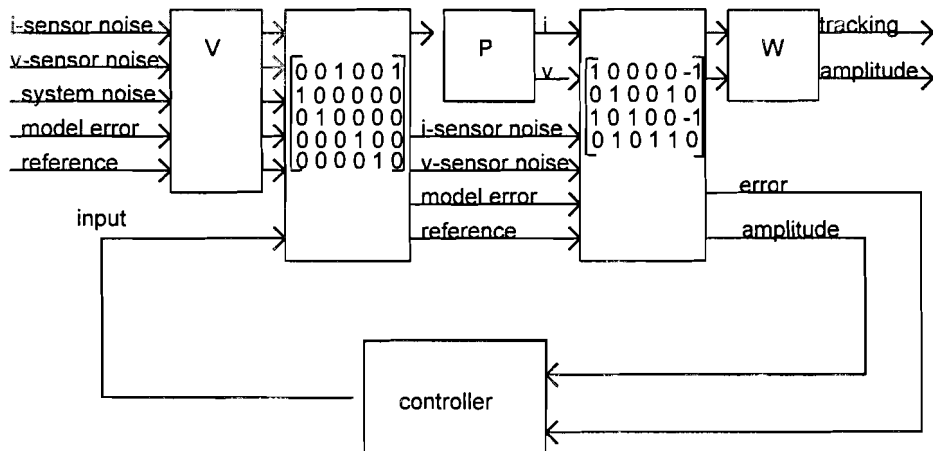 i-sensor noise
v-sensor noise
system noise
model error
reference
input
V
0 0 1 0 0 1
1 0 0 0 0 0
0 1 0 0 0 0
0 0 0 1 0 0
0 0 0 0 1 0
i-sensor noise
v-sensor noise
model error
reference
P
i
v
1 0 0 0 0 -1
0 1 0 0 1 0
1 0 1 0 0 -1
0 1 0 1 1 0
W
tracking
amplitude
error
amplitude
controller